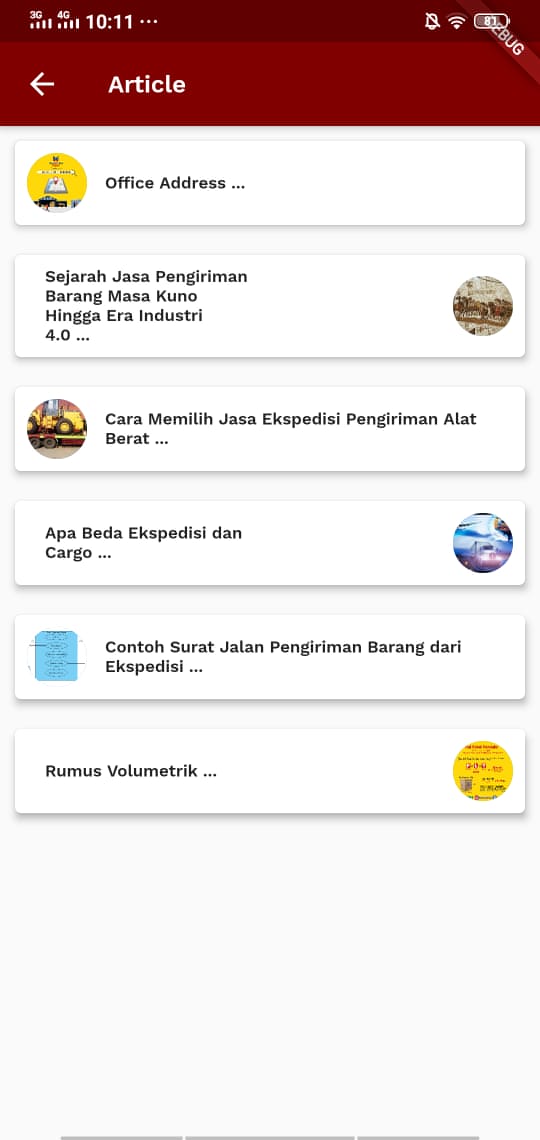 3G 4G 10:11 ... 81
DEBUG
Article
Office Address ...
Sejarah Jasa Pengiriman
Barang Masa Kuno
Hingga Era Industri
4.0 ...
Cara Memilih Jasa Ekspedisi Pengiriman Alat
Berat ...
Apa Beda Ekspedisi dan
Cargo ...
Contoh Surat Jalan Pengiriman Barang dari
Ekspedisi ...
Rumus Volumetrik ...